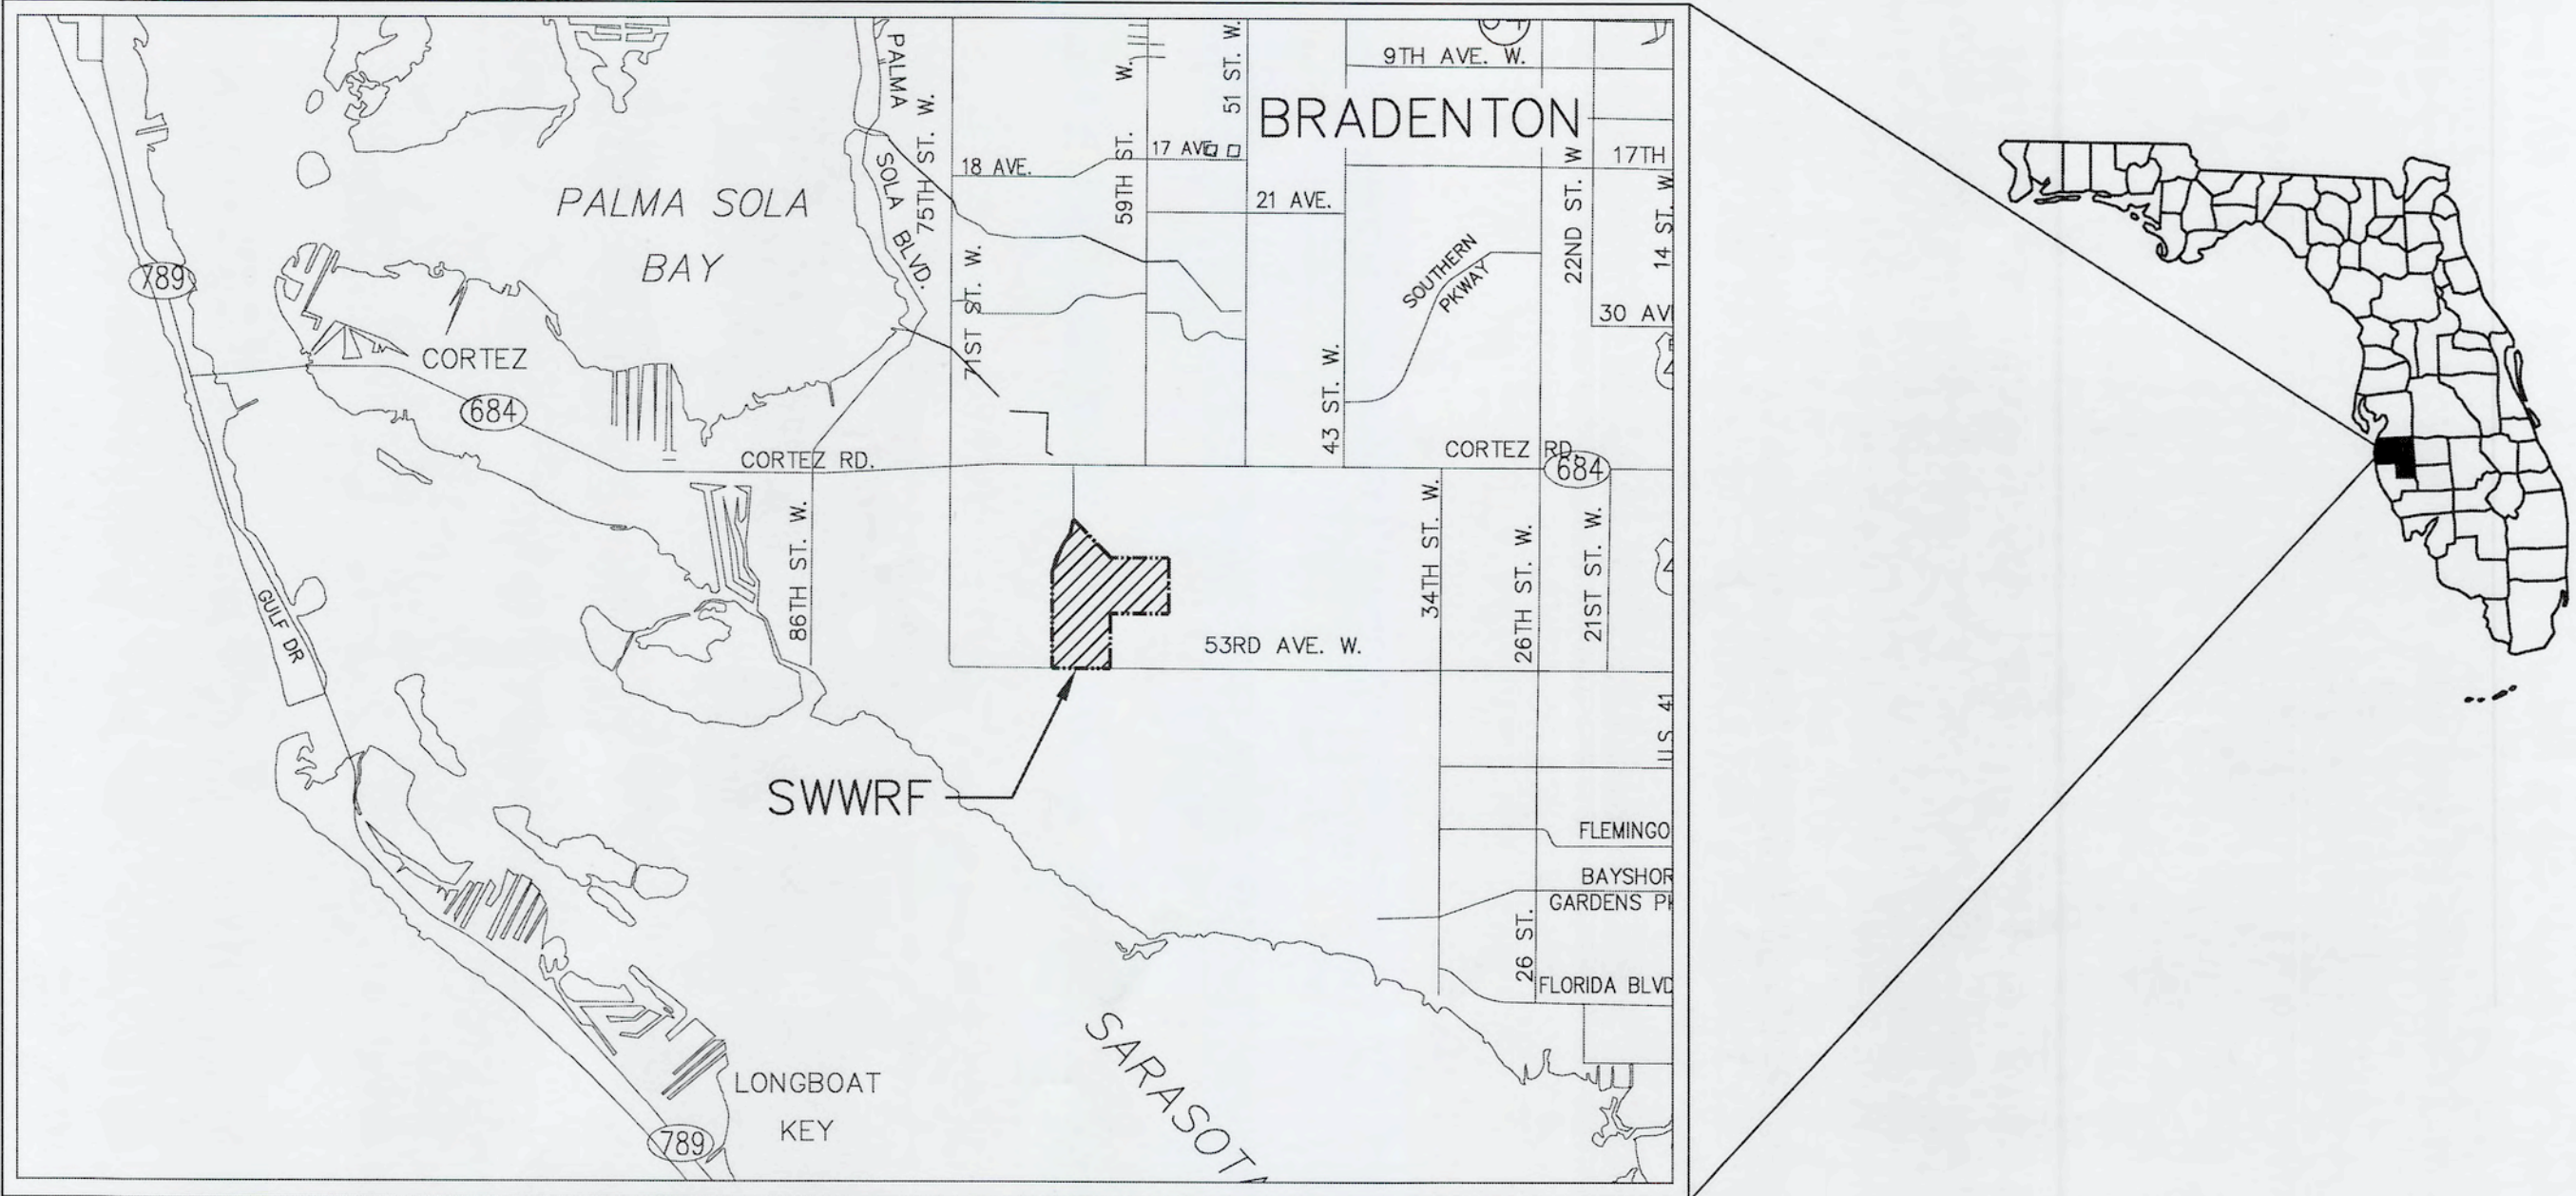 PALMA
SOLA
BLVD.
75TH ST. W.
59TH ST. W.
51 ST. W.
9TH AVE. W.
BRADENTON
18 AVE.
17 AVE
17TH
PALMA SOLA
BAY
21 AVE.
22ND ST. W
14 ST. W
789
71ST ST. W.
SOUTHERN
PKWAY
30 AV
CORTEZ
684
43 ST. W.
CORTEZ RD.
CORTEZ RD.
684
86TH ST. W.
34TH ST. W.
26TH ST. W.
21ST ST. W.
GULF DR
53RD AVE. W.
U.S. 41
SWWRF
FLEMINGO
BAYSHOR
GARDENS PK
26 ST.
FLORIDA BLVD
SARASOTA
LONGBOAT
KEY
789